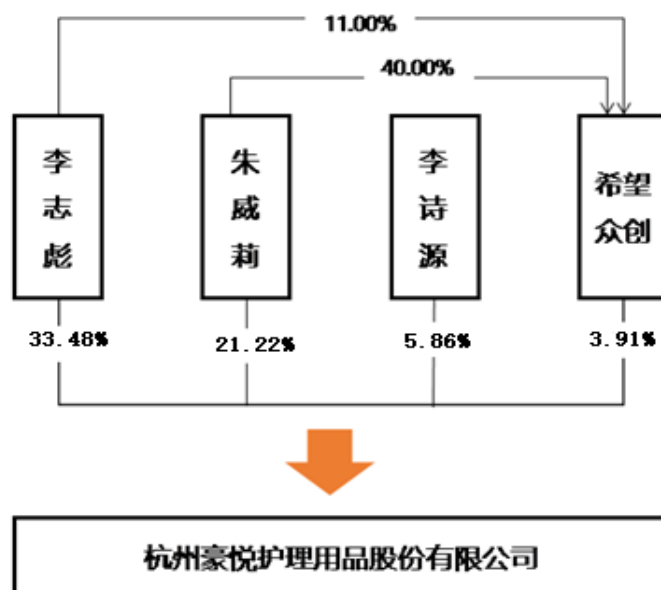 11.00%
40.00%
李志彪
朱威莉
李诗源
希望
众创
33.48%
21.22%
5.86%
3.91%
杭州豪悦护理用品股份有限公司